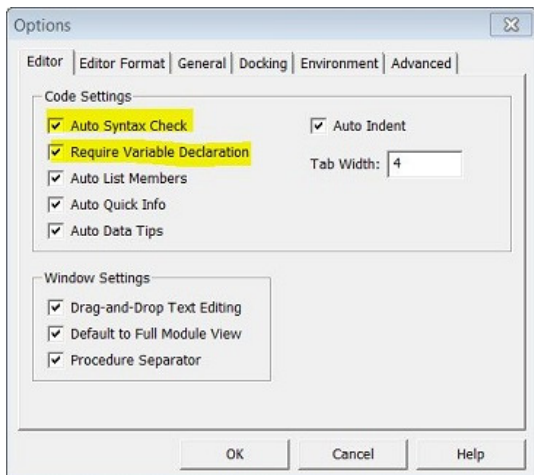 Options
Editor Editor Format General Docking Environment Advanced
Code Settings
Auto Syntax Check
Auto Indent
Require Variable Declaration
Tab Width: 4
Auto List Members
Auto Quick Info
Auto Data Tips
Window Settings
Drag-and-Drop Text Editing
Default to Full Module View
Procedure Separator
OK Cancel Help